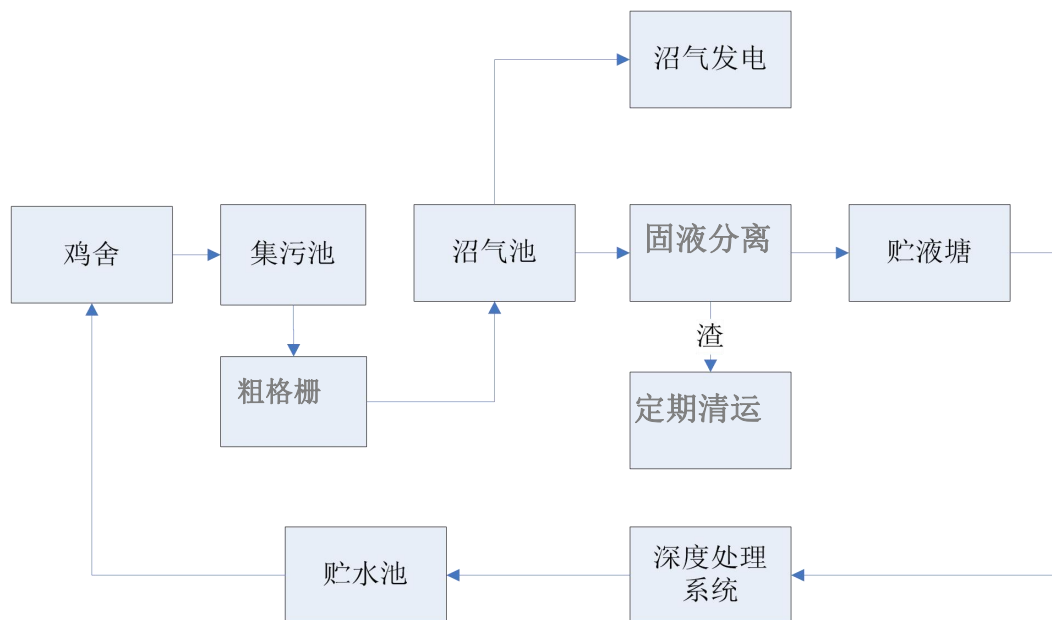 沼气发电
鸡舍
集污池
沼气池
固液分离
贮液塘
渣
粗格栅
定期清运
贮水池
深度处理
系统